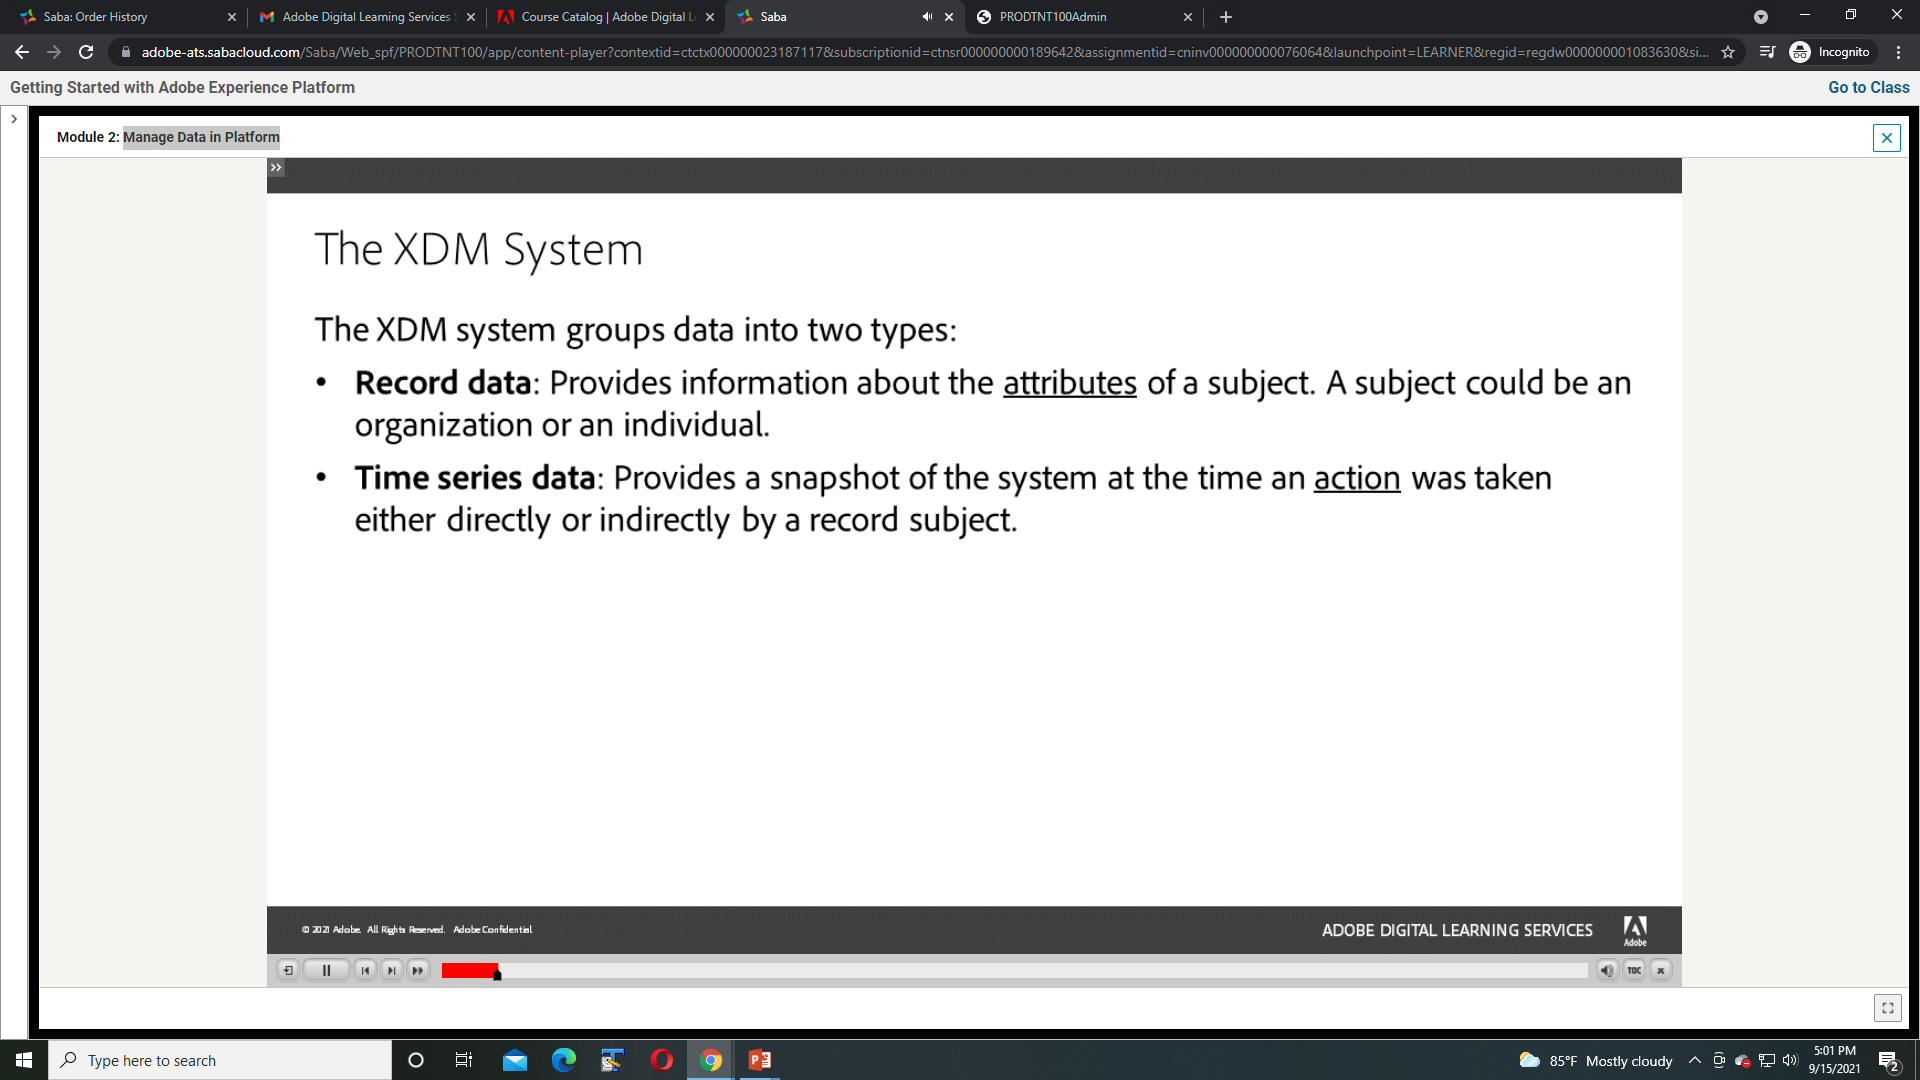 Saba: Order History
Adobe Digital Learning Services S
Course Catalog | Adobe Digital L
Saba
PRODTNT100Admin
adobe-ats.sabacloud.com/Saba/Web_spf/PRODTNT100/app/content-player?contextid=ctctx000000023187117&subscriptionid=ctnsr000000000189642&assignmentid=cninv000000000076064&launchpoint=LEARNER&regid=regdw000000001083630&si...
Incognito
Getting Started with Adobe Experience Platform
Go to Class
Module 2: Manage Data in Platform
The XDM System
The XDM system groups data into two types:
• Record data: Provides information about the attributes of a subject. A subject could be an
organization or an individual.
• Time series data: Provides a snapshot of the system at the time an action was taken
either directly or indirectly by a record subject.
© 2021 Adobe. All Rights Reserved. Adobe Confidential.
ADOBE DIGITAL LEARNING SERVICES
Adobe
TOC
Type here to search
85°F Mostly cloudy
5:01 PM
9/15/2021
2